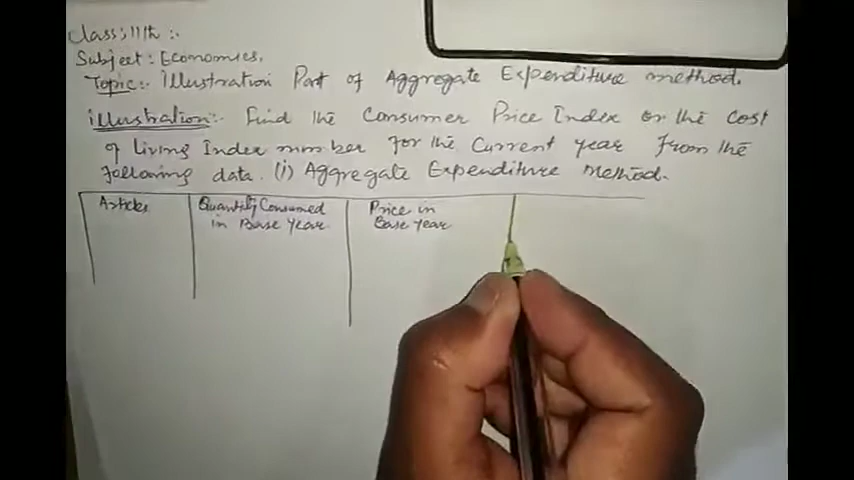 Class: 11th :.
Subject: Economics.
Topic:. Illustration Part of Aggregate Expenditure method.
illustration:. Find the Consumer Price Index or the cost
of living Index number for the Current year from the
following data. (i) Aggregate Expenditure Method.
Articles
Quantity Consumed
in Base Year
Price in
Base year